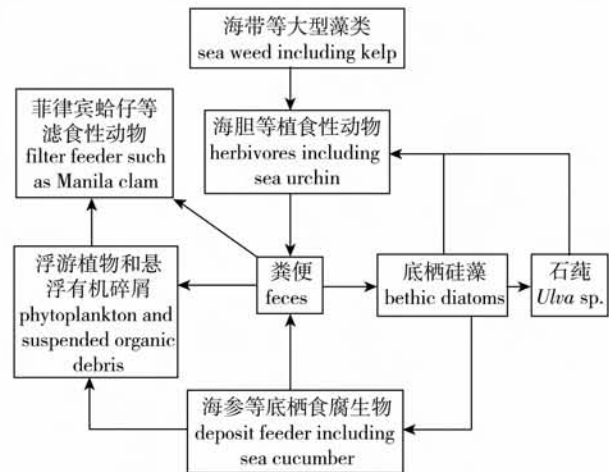 海带等大型藻类
sea weed including kelp
菲律宾蛤仔等
滤食性动物
filter feeder such
as Manila clam
海胆等植食性动物
herbivores including
sea urchin
浮游植物和悬
浮有机碎屑
phytoplankton and
suspended organic
debris
粪便
feces
底栖硅藻
bethic diatoms
石莼
Ulva sp.
海参等底栖食腐生物
deposit feeder including
sea cucumber